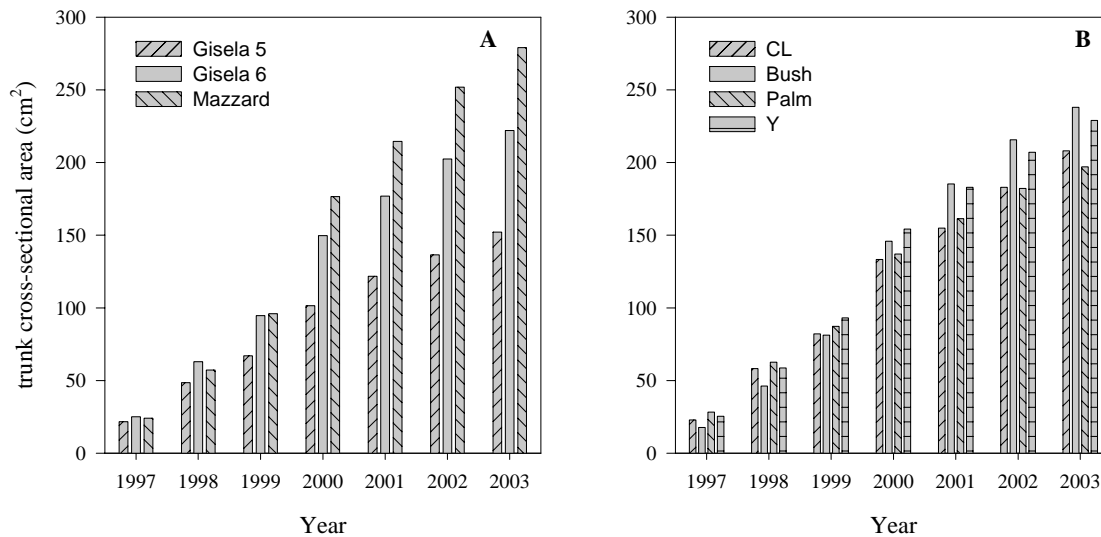 A
Gisela 5
Gisela 6
Mazzard
trunk cross-sectional area (cm²)
300
250
200
150
100
50
0
1997 1998 1999 2000 2001 2002 2003
Year
B
CL
Bush
Palm
Y
300
250
200
150
100
50
0
1997 1998 1999 2000 2001 2002 2003
Year